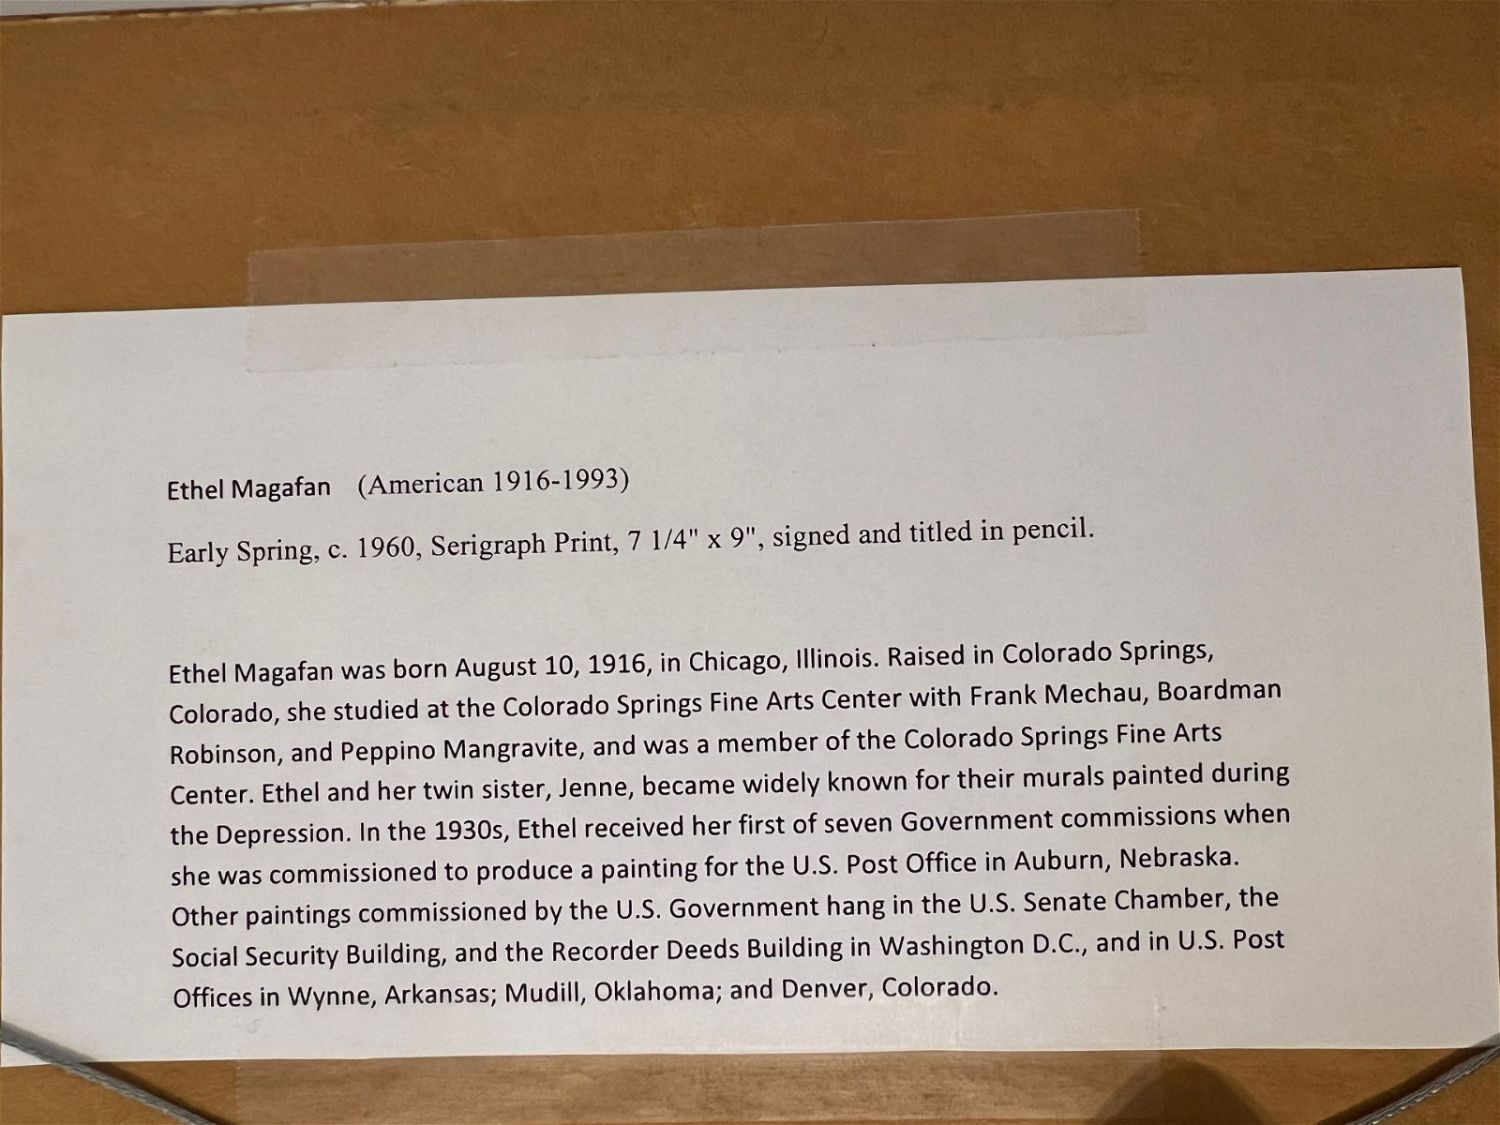 Ethel Magafan (American 1916-1993)
Early Spring, c. 1960, Serigraph Print, 7 1/4" x 9", signed and titled in pencil.
Ethel Magafan was born August 10, 1916, in Chicago, Illinois. Raised in Colorado Springs,
Colorado, she studied at the Colorado Springs Fine Arts Center with Frank Mechau, Boardman
Robinson, and Peppino Mangravite, and was a member of the Colorado Springs Fine Arts
Center. Ethel and her twin sister, Jenne, became widely known for their murals painted during
the Depression. In the 1930s, Ethel received her first of seven Government commissions when
she was commissioned to produce a painting for the U.S. Post Office in Auburn, Nebraska.
Other paintings commissioned by the U.S. Government hang in the U.S. Senate Chamber, the
Social Security Building, and the Recorder Deeds Building in Washington D.C., and in U.S. Post
Offices in Wynne, Arkansas; Mudill, Oklahoma; and Denver, Colorado.